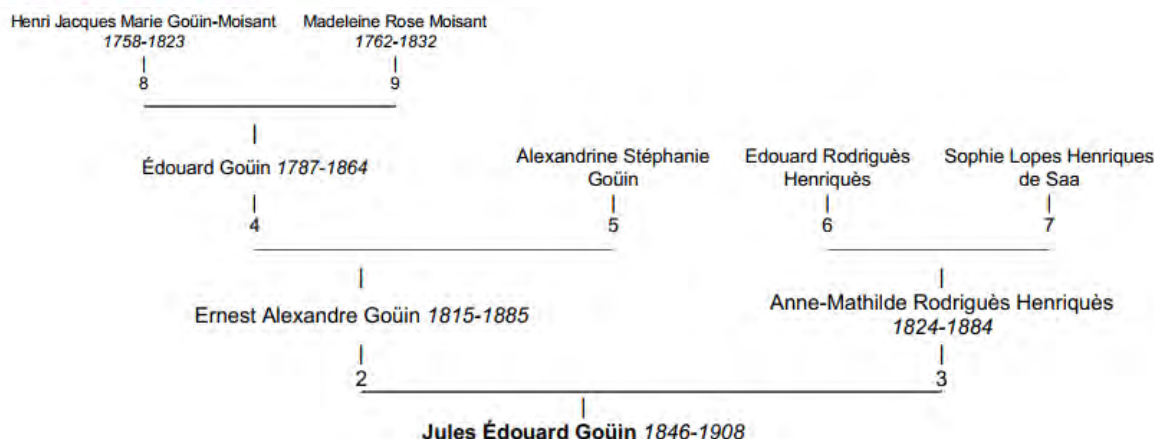 Henri Jacques Marie Goüin-Moisant Madeleine Rose Moisant
1758-1823 1762-1832
8 9
Édouard Goüin 1787-1864
Alexandrine Stéphanie Edouard Rodriguès Sophie Lopes Henriques
Goüin Henriquès de Saa
4 5 6 7
Ernest Alexandre Goüin 1815-1885
Anne-Mathilde Rodriguès Henriquès
1824-1884
2 3
Jules Édouard Goüin 1846-1908